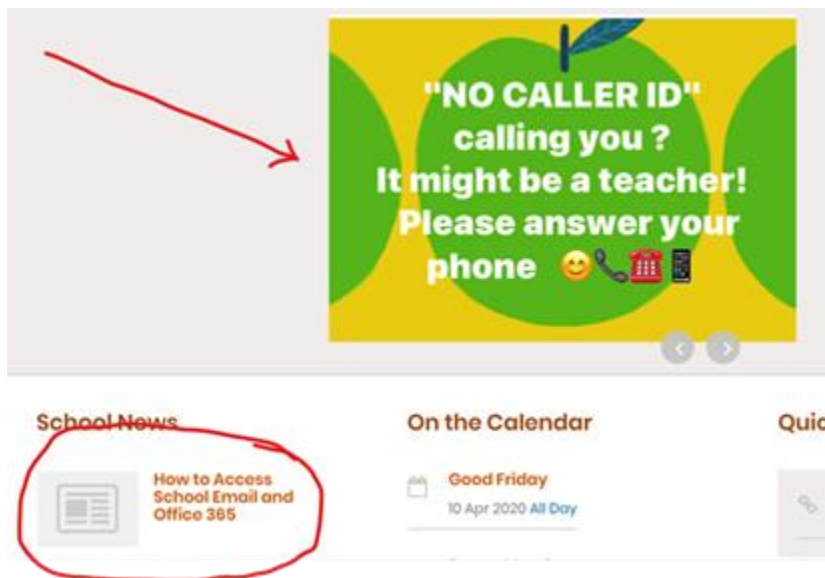 "NO CALLER ID"
calling you ?
It might be a teacher!
Please answer your
phone 😊📞☎️📱
School News
How to Access
School Email and
Office 365
On the Calendar
Good Friday
10 Apr 2020 All Day
Quic